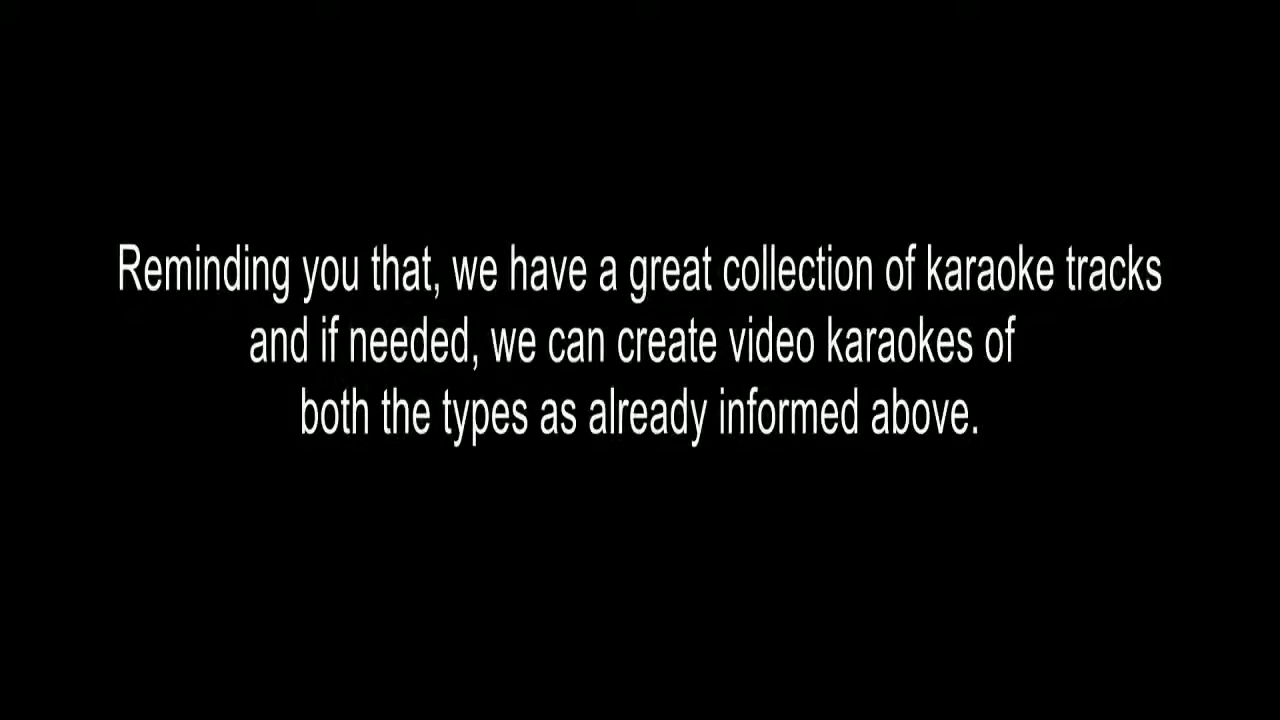 Reminding you that, we have a great collection of karaoke tracks
and if needed, we can create video karaokes of
both the types as already informed above.